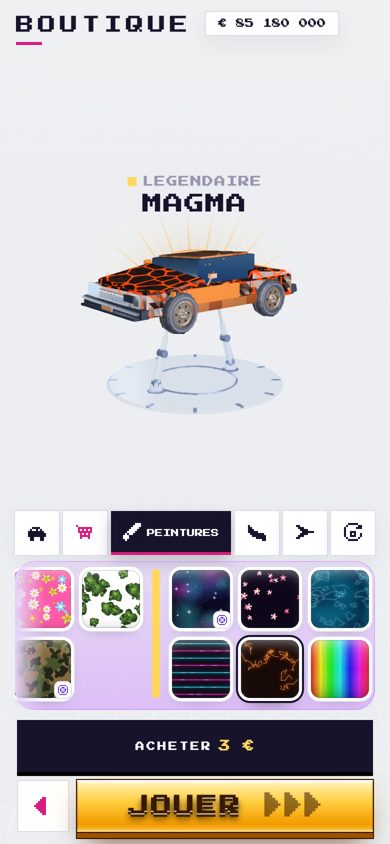 BOUTIQUE
€ 85 180 000
LEGENDAIRE
MAGMA
PEINTURES
ACHETER 3 €
JOUER